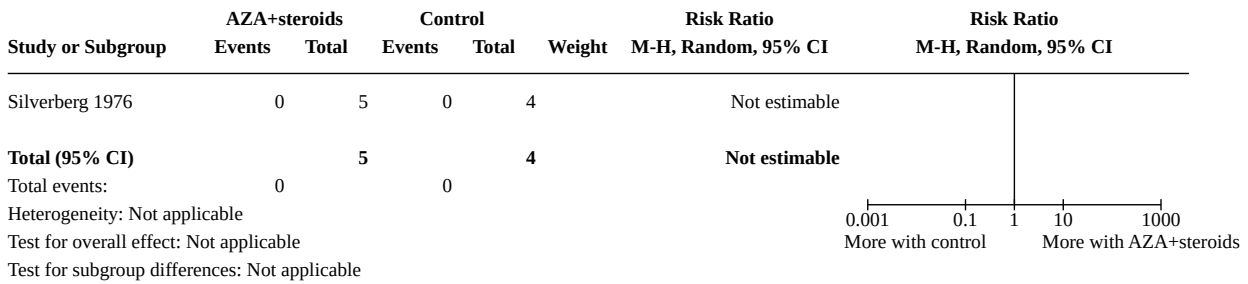 AZA+steroids Control Risk Ratio Risk Ratio
Study or Subgroup Events Total Events Total Weight M-H, Random, 95% CI M-H, Random, 95% CI
Silverberg 1976 0 5 0 4 Not estimable
Total (95% CI) 5 4 Not estimable
Total events: 0 0
Heterogeneity: Not applicable
0.001 0.1 1 10 1000
Test for overall effect: Not applicable More with control More with AZA+steroids
Test for subgroup differences: Not applicable